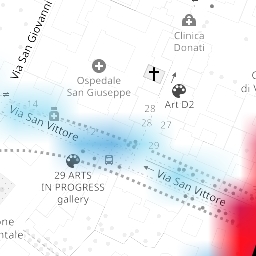 Via San Giovanni
Clinica
Donati
Ospedale
San Giuseppe
Art D2
14
Via San Vittore
28
28
27
29
29 ARTS
IN PROGRESS
gallery
Via San Vittore
C
di V
one
ntale